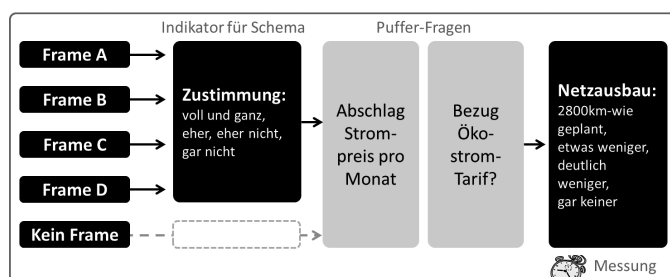 Indikator für Schema
Puffer-Fragen
Frame A
Frame B
Frame C
Frame D
Kein Frame
Zustimmung:
voll und ganz,
eher, eher nicht,
gar nicht
Abschlag
Strom-
preis pro
Monat
Bezug
Öko-
strom-
Tarif?
Netzausbau:
2800km-wie
geplant,
etwas weniger,
deutlich
weniger,
gar keiner
Messung